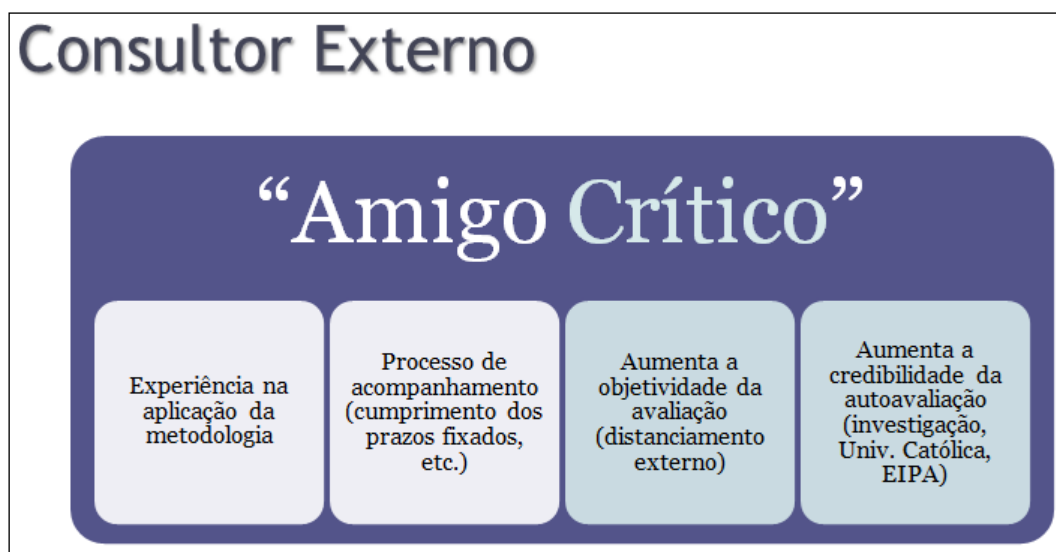 Consultor Externo
“Amigo Crítico”
Experiência na
aplicação da
metodologia
Processo de
acompanhamento
(cumprimento dos
prazos fixados,
etc.)
Aumenta a
objetividade da
avaliação
(distanciamento
externo)
Aumenta a
credibilidade da
autoavaliação
(investigação,
Univ. Católica,
EIPA)